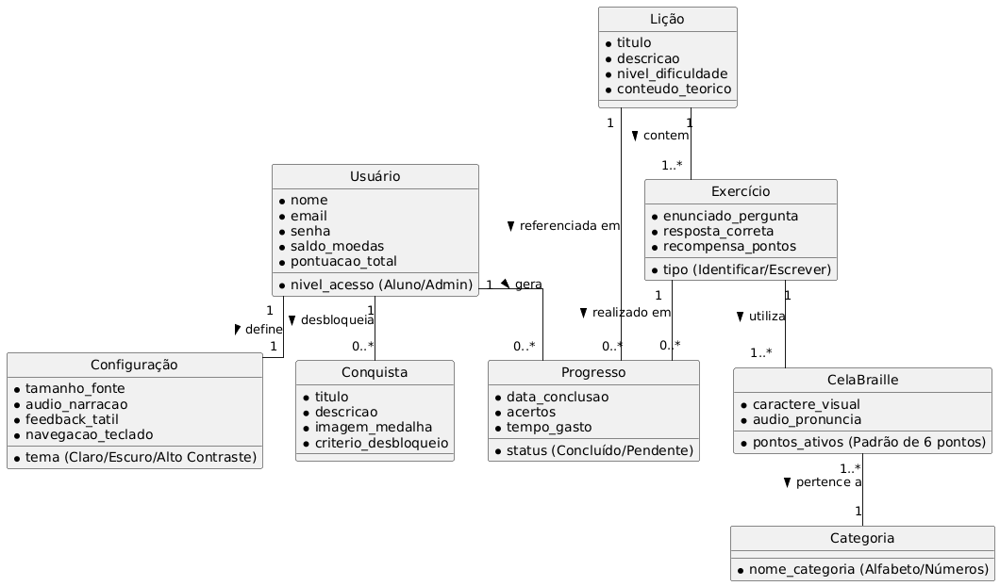 Lição
titulo
descricao
nivel_dificuldade
conteudo_teorico
1
1
contem
1..*
Usuário
nome
email
senha
saldo_moedas
pontuacao_total
nivel_acesso (Aluno/Admin)
referenciada em
Exercício
enunciado_pergunta
resposta_correta
recompensa_pontos
tipo (Identificar/Escrever)
1
define
1
1
desbloqueia
0..*
1
gera
0..*
0..*
1
realizado em
0..*
1
utiliza
1..*
Configuração
tamanho_fonte
audio_narracao
feedback_tatil
navegacao_teclado
tema (Claro/Escuro/Alto Contraste)
Conquista
titulo
descricao
imagem_medalha
criterio_desbloqueio
Progresso
data_conclusao
acertos
tempo_gasto
status (Concluído/Pendente)
CelaBraille
caractere_visual
audio_pronuncia
pontos_ativos (Padrão de 6 pontos)
1..*
pertence a
1
Categoria
nome_categoria (Alfabeto/Números)